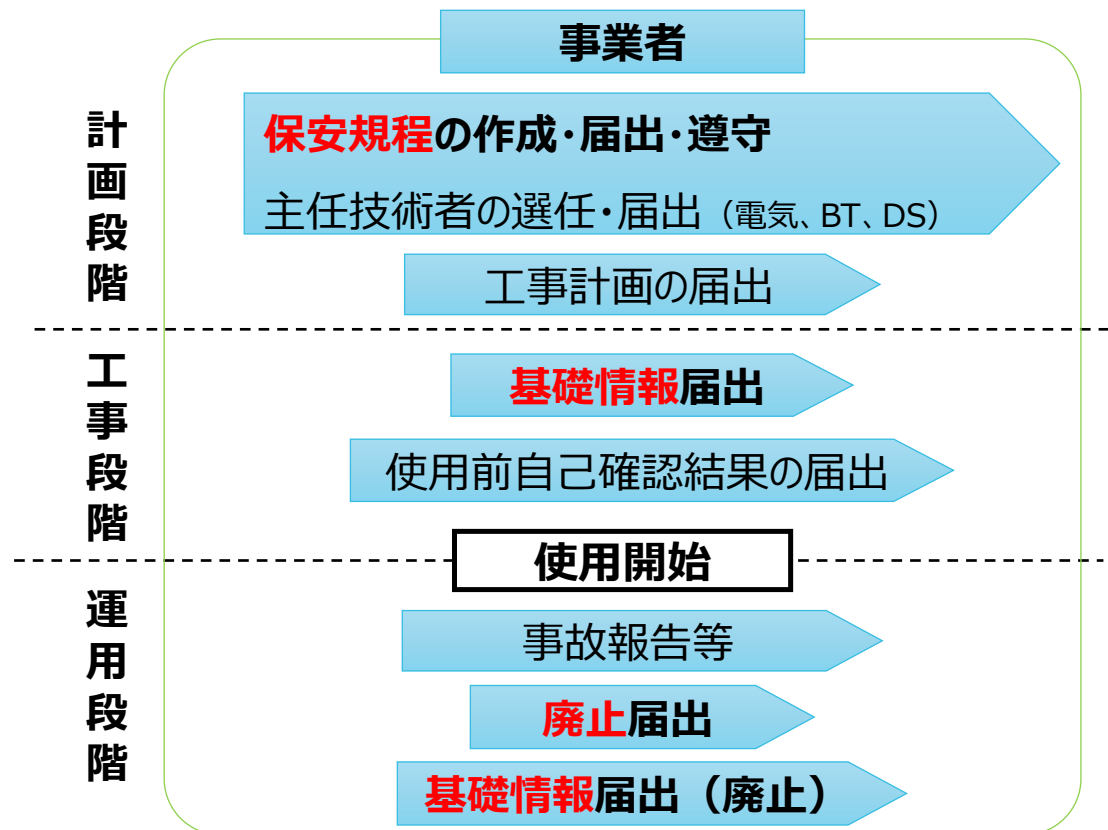 事業者
計画段階
保安規程の作成･届出･遵守
主任技術者の選任･届出（電気、BT、DS）
工事計画の届出
工事段階
基礎情報届出
使用前自己確認結果の届出
使用開始
運用段階
事故報告等
廃止届出
基礎情報届出（廃止）